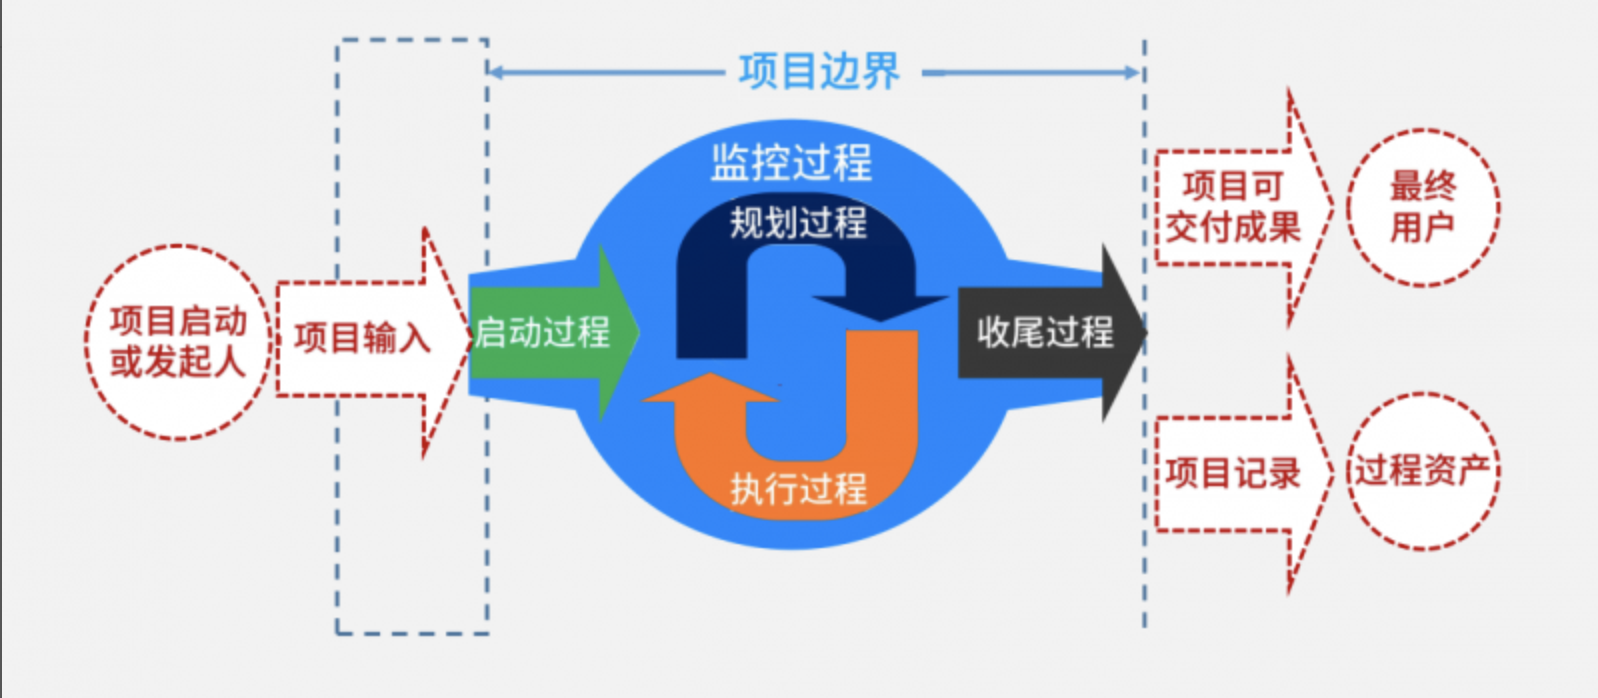 项目边界
监控过程
规划过程
项目启动
或发起人
项目输入
启动过程
收尾过程
执行过程
项目可
交付成果
最终
用户
项目记录
过程资产